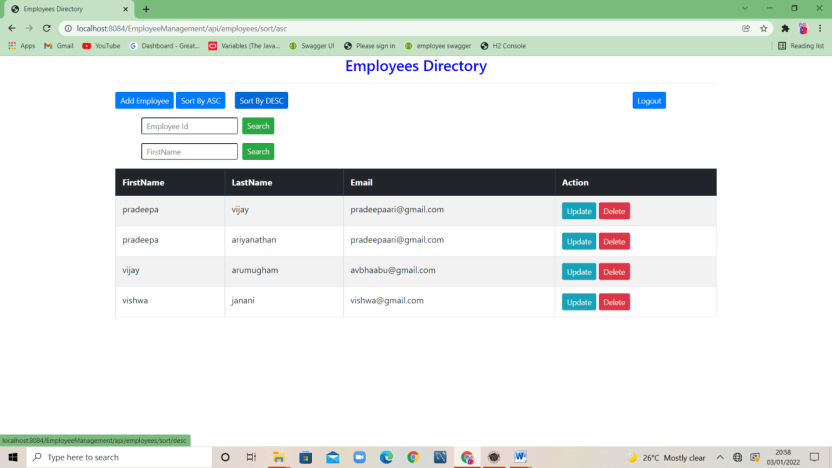 Employees Directory
localhost:8084/EmployeeManagement/api/employees/sort/asc
Apps Gmail YouTube Dashboard - Great... Variables (The Java... Swagger UI Please sign in employee swagger H2 Console Reading list
Employees Directory
Add Employee Sort By ASC Sort By DESC Logout
Employee Id Search
FirstName Search
FirstName LastName Email Action
pradeepa vijay pradeepaari@gmail.com Update Delete
pradeepa ariyanathan pradeepaari@gmail.com Update Delete
vijay arumugham avbhaabu@gmail.com Update Delete
vishwa janani vishwa@gmail.com Update Delete
localhost:8084/EmployeeManagement/api/employees/sort/desc
Type here to search 26°C Mostly clear 20:58
03/01/2022